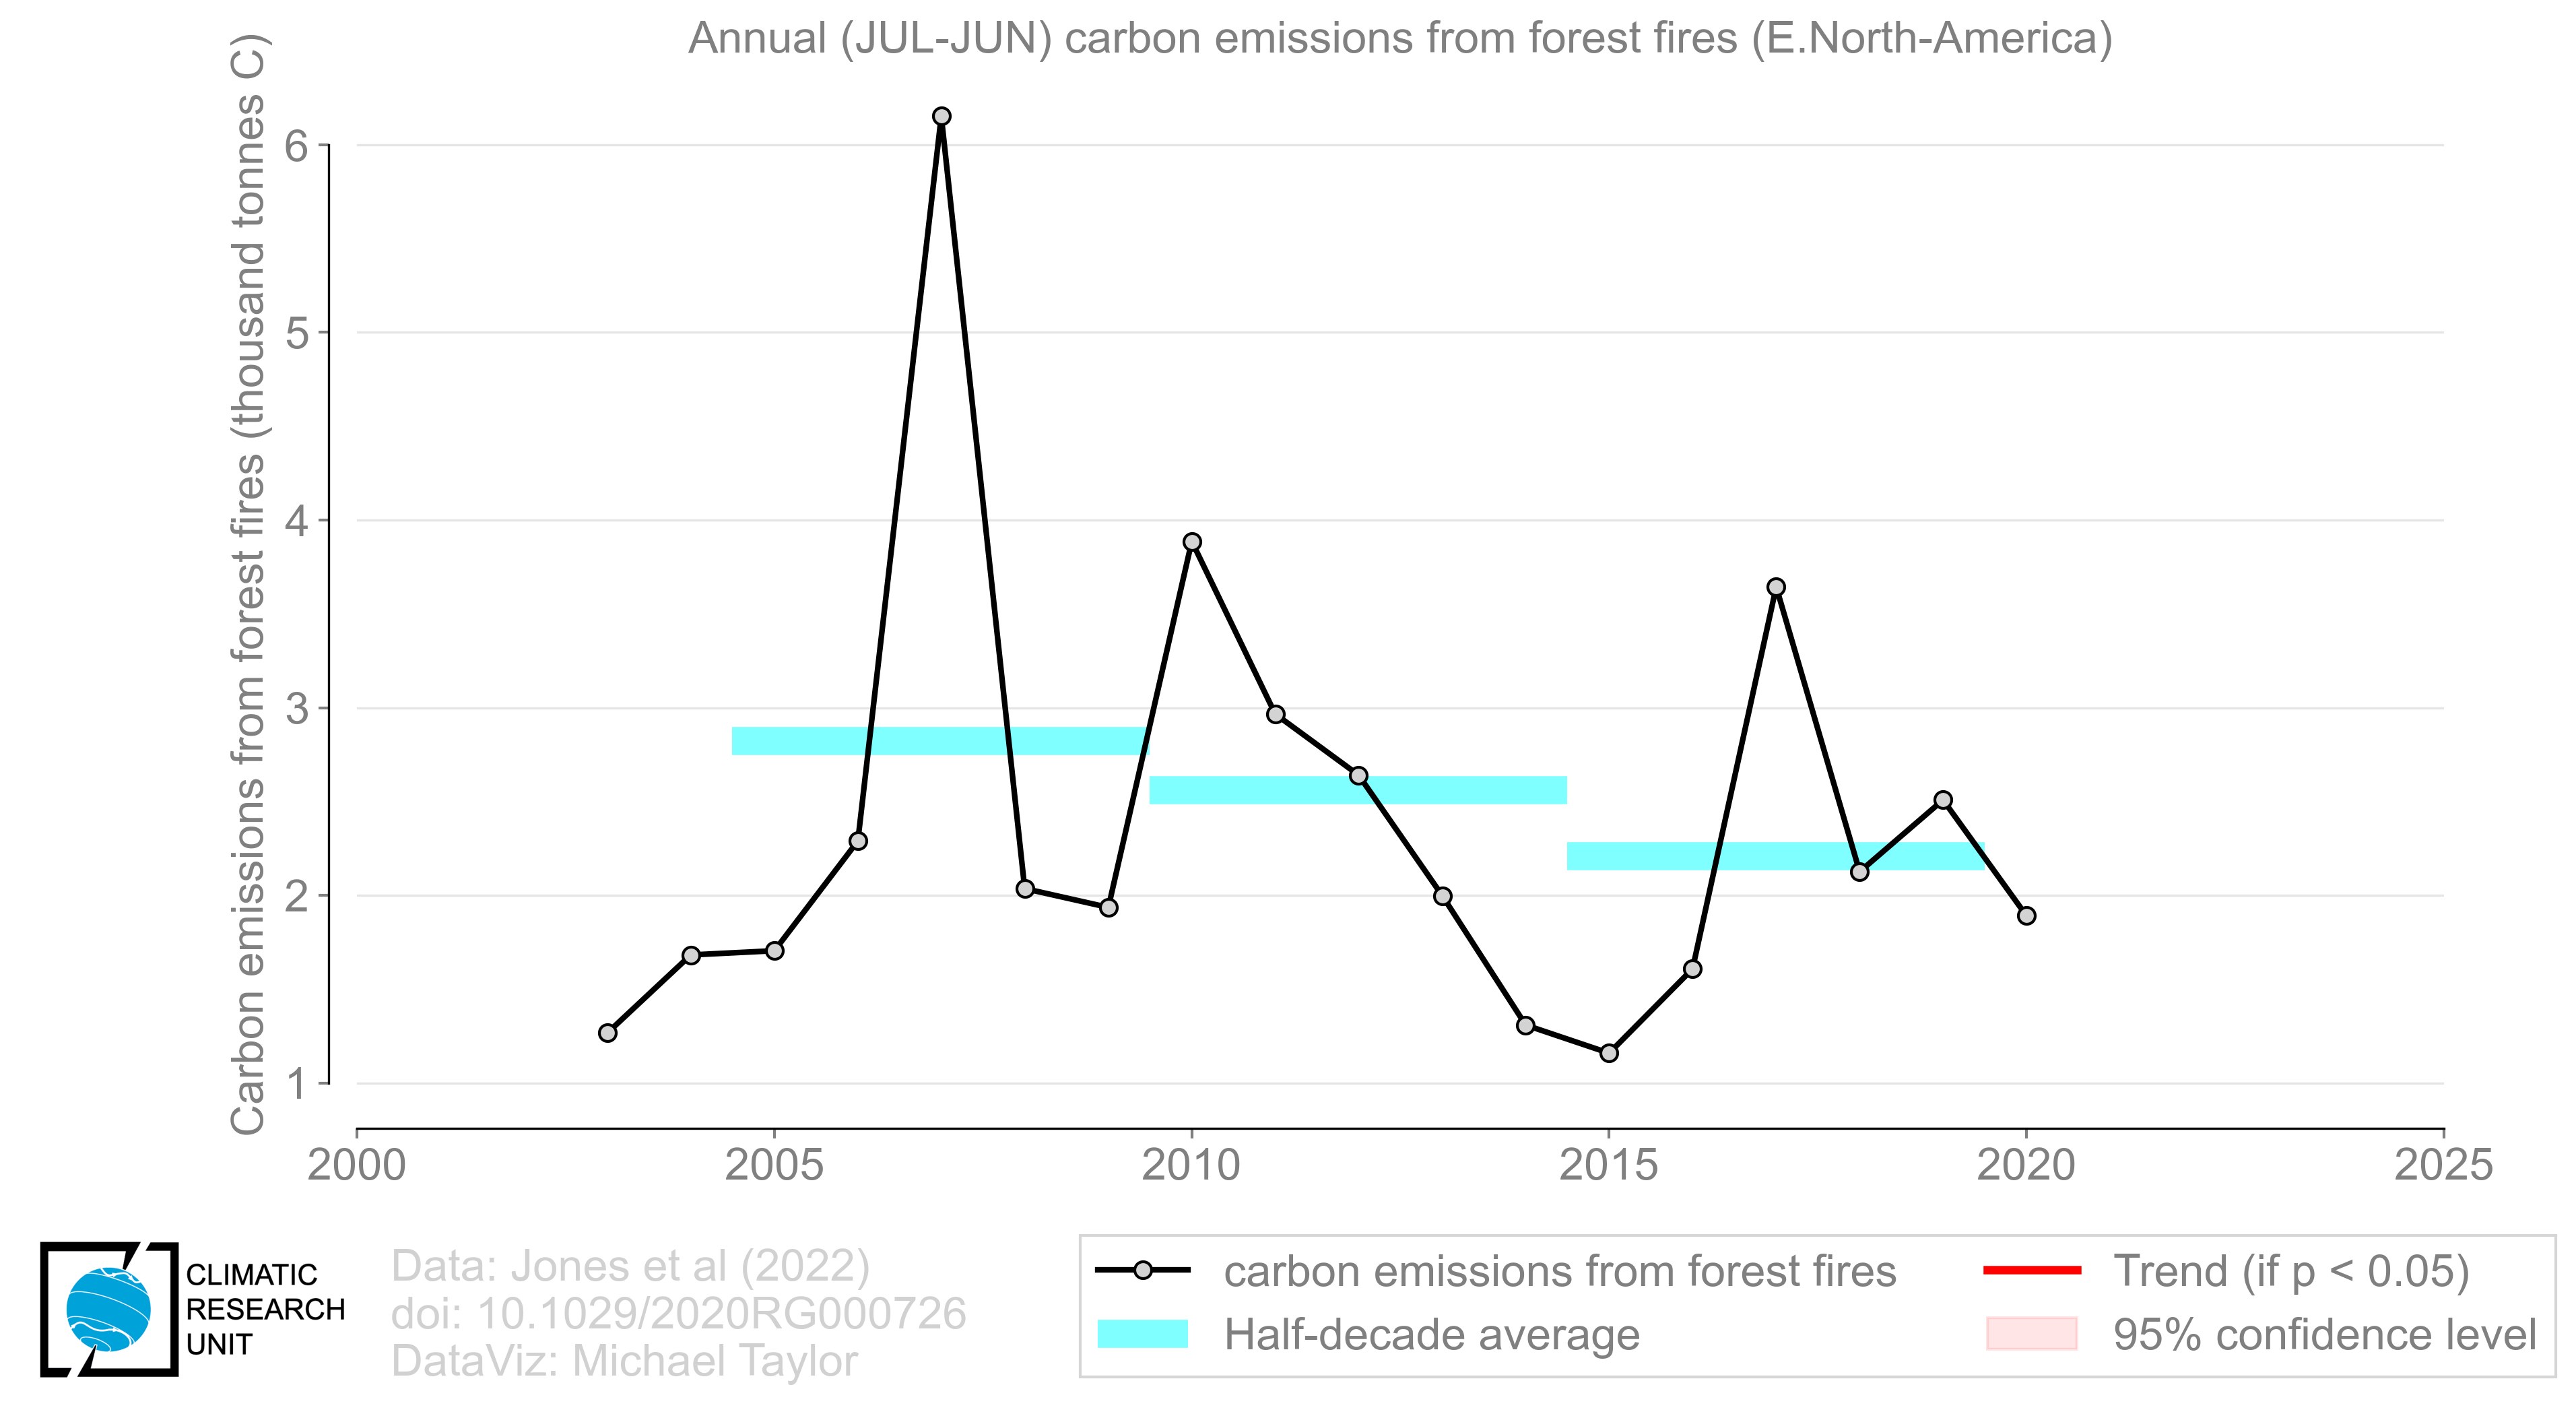 Annual (JUL-JUN) carbon emissions from forest fires (E.North-America)
Carbon emissions from forest fires (thousand tonnes C)
6
5
4
3
2
1
2000 2005 2010 2015 2020 2025
CLIMATIC
RESEARCH
UNIT
Data: Jones et al (2022)
doi: 10.1029/2020RG000726
DataViz: Michael Taylor
carbon emissions from forest fires
Half-decade average
Trend (if p < 0.05)
95% confidence level